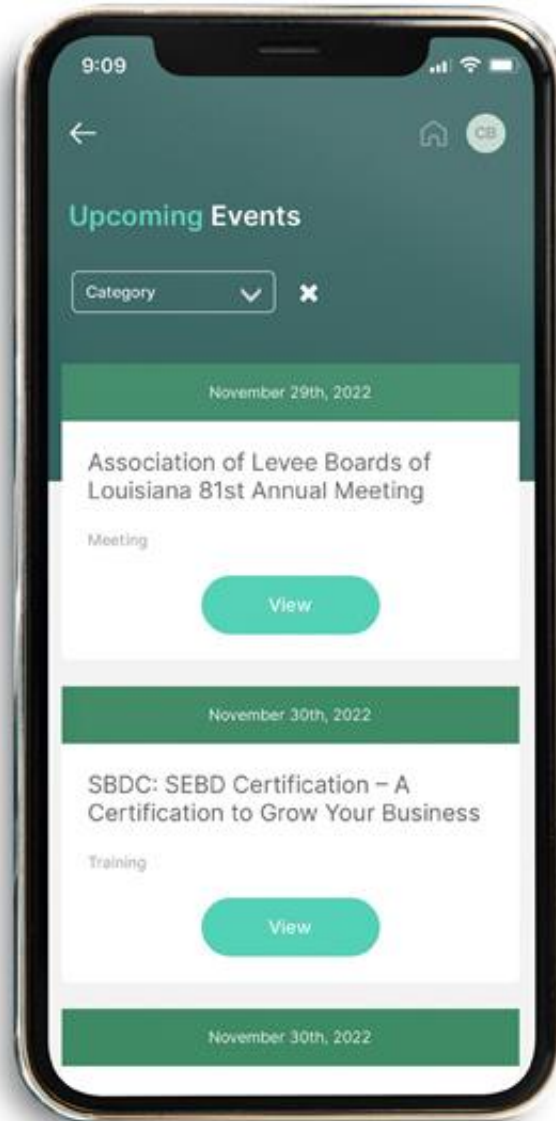 9:09
CB
Upcoming Events
Category
November 29th, 2022
Association of Levee Boards of
Louisiana 81st Annual Meeting
Meeting
View
November 30th, 2022
SBDC: SEBD Certification – A
Certification to Grow Your Business
Training
View
November 30th, 2022